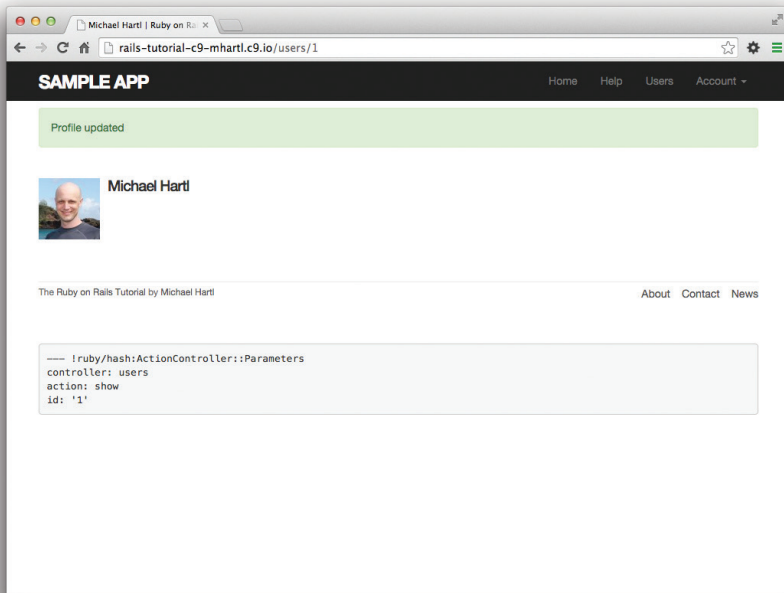 Michael Hartl | Ruby on Ra
rails-tutorial-c9-mhartl.c9.io/users/1
SAMPLE APP
Home Help Users Account
Profile updated
Michael Hartl
The Ruby on Rails Tutorial by Michael Hartl
About Contact News
--- !ruby/hash:ActionController::Parameters
controller: users
action: show
id: '1'